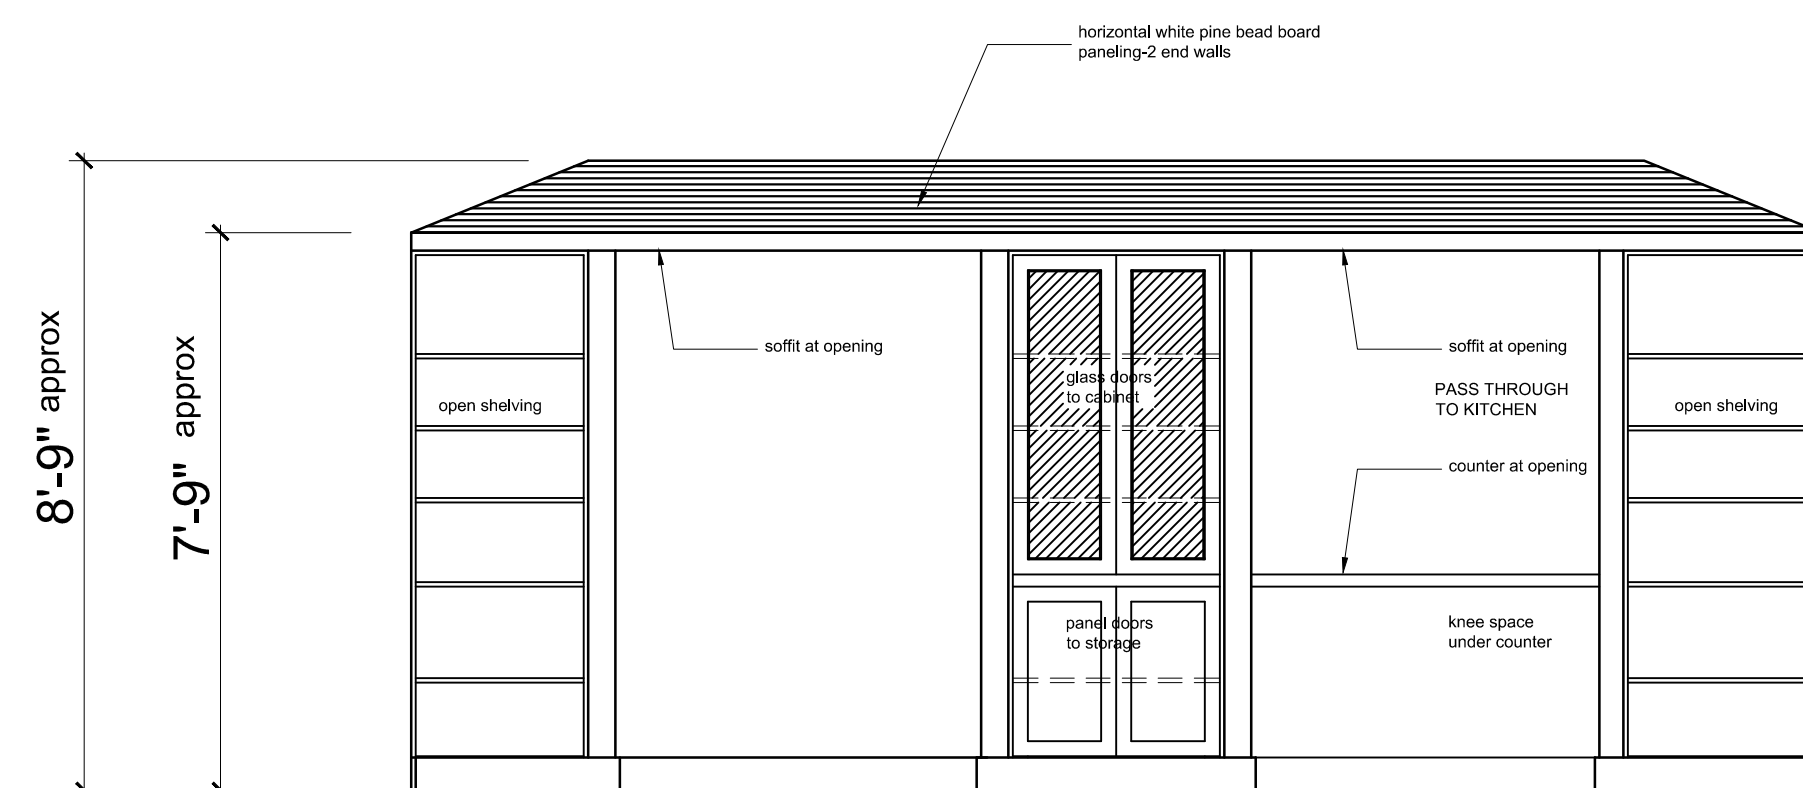 horizontal white pine bead board
paneling-2 end walls
8'-9" approx
7'-9" approx
soffit at opening
soffit at opening
glass doors
to cabinet
PASS THROUGH
TO KITCHEN
open shelving
open shelving
counter at opening
panel doors
to storage
knee space
under counter